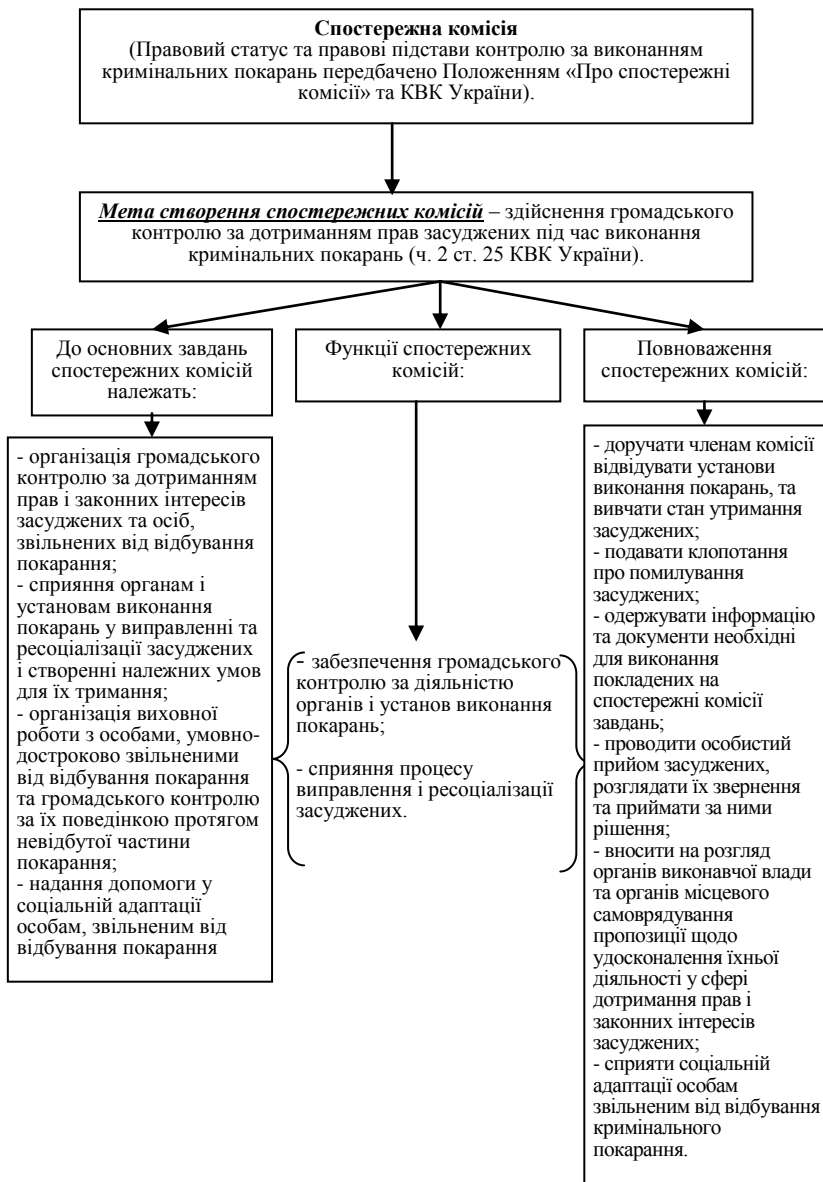 Спостережна комісія
(Правовий статус та правові підстави контролю за виконанням
кримінальних покарань передбачено Положенням «Про спостережні
комісії» та КВК України).
Мета створення спостережних комісій – здійснення громадського
контролю за дотриманням прав засуджених під час виконання
кримінальних покарань (ч. 2 ст. 25 КВК України).
До основних завдань
спостережних комісій
належать:
- організація громадського
контролю за дотриманням
прав і законних інтересів
засуджених та осіб,
звільнених від відбування
покарання;
- сприяння органам і
установам виконання
покарань у виправленні та
ресоціалізації засуджених
і створенні належних умов
для їх тримання;
- організація виховної
роботи з особами, умовно-
достроково звільненими
від відбування покарання
та громадського контролю
за їх поведінкою протягом
невідбутої частини
покарання;
- надання допомоги у
соціальній адаптації
особам, звільненим від
відбування покарання
Функції спостережних
комісій:
- забезпечення громадського
контролю за діяльністю
органів і установ виконання
покарань;
- сприяння процесу
виправлення і ресоціалізації
засуджених.
Повноваження
спостережних комісій:
- доручати членам комісії
відвідувати установи
виконання покарань, та
вивчати стан утримання
засуджених;
- подавати клопотання
про помилування
засуджених;
- одержувати інформацію
та документи необхідні
для виконання
покладених на
спостережні комісії
завдань;
- проводити особистий
прийом засуджених,
розглядати їх звернення
та приймати за ними
рішення;
- вносити на розгляд
органів виконавчої влади
та органів місцевого
самоврядування
пропозиції щодо
удосконалення їхньої
діяльності у сфері
дотримання прав і
законних інтересів
засуджених;
- сприяти соціальній
адаптації особам
звільненим від відбування
кримінального
покарання.